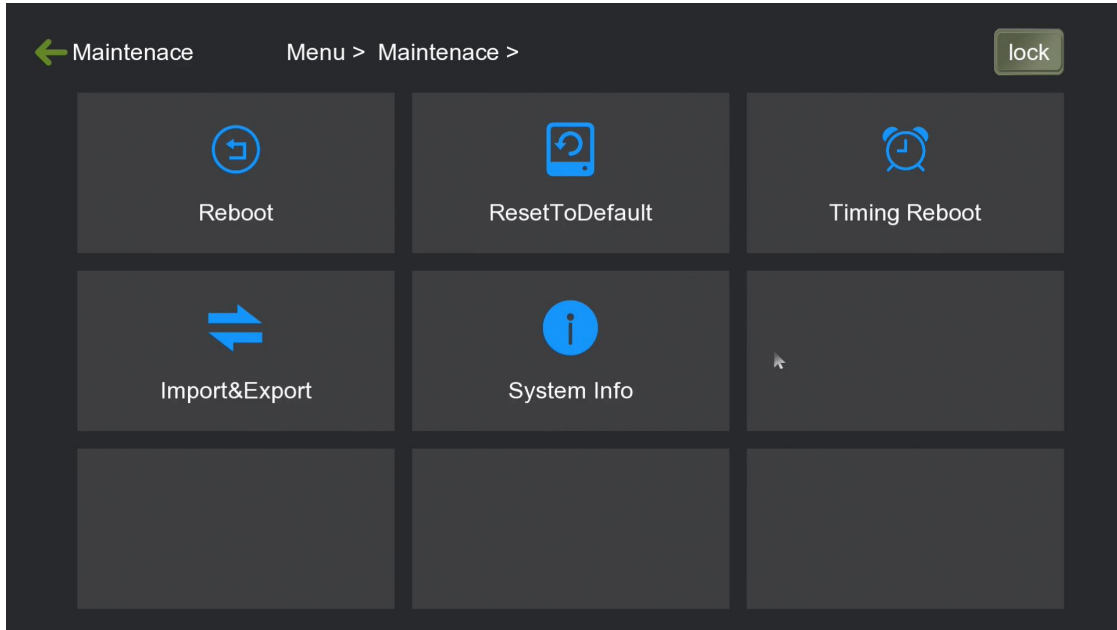 Maintenace Menu > Maintenace > lock
Reboot ResetToDefault Timing Reboot
Import&Export System Info